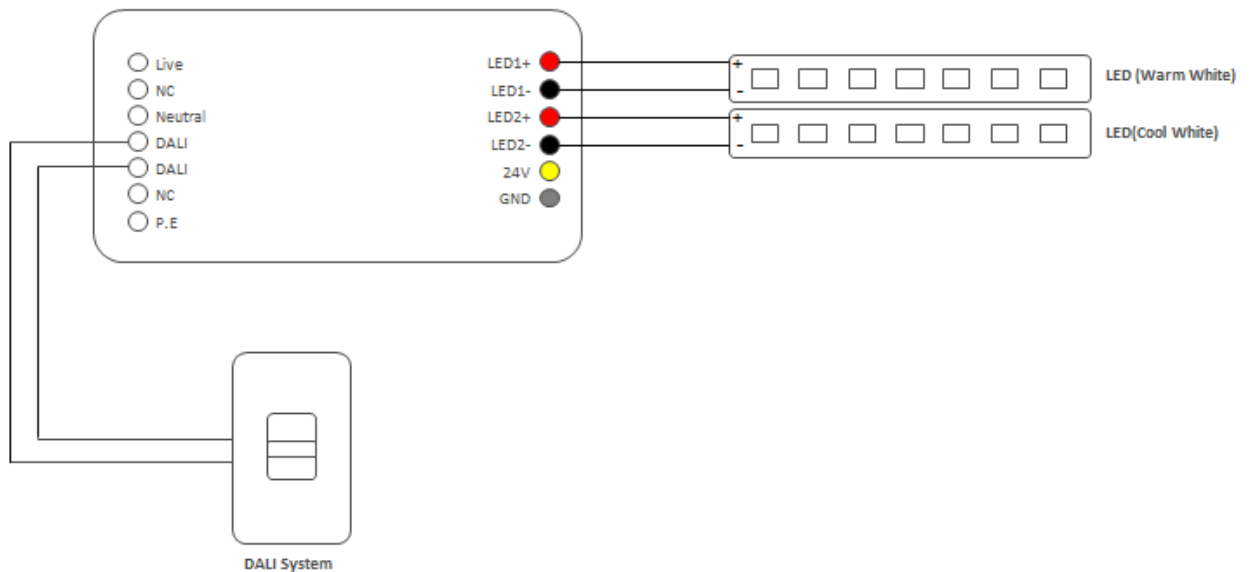 Live
NC
Neutral
DALI
DALI
NC
P.E
LED1+
LED1-
LED2+
LED2-
24V
GND
+
-
+
-
LED (Warm White)
LED(Cool White)
DALI System